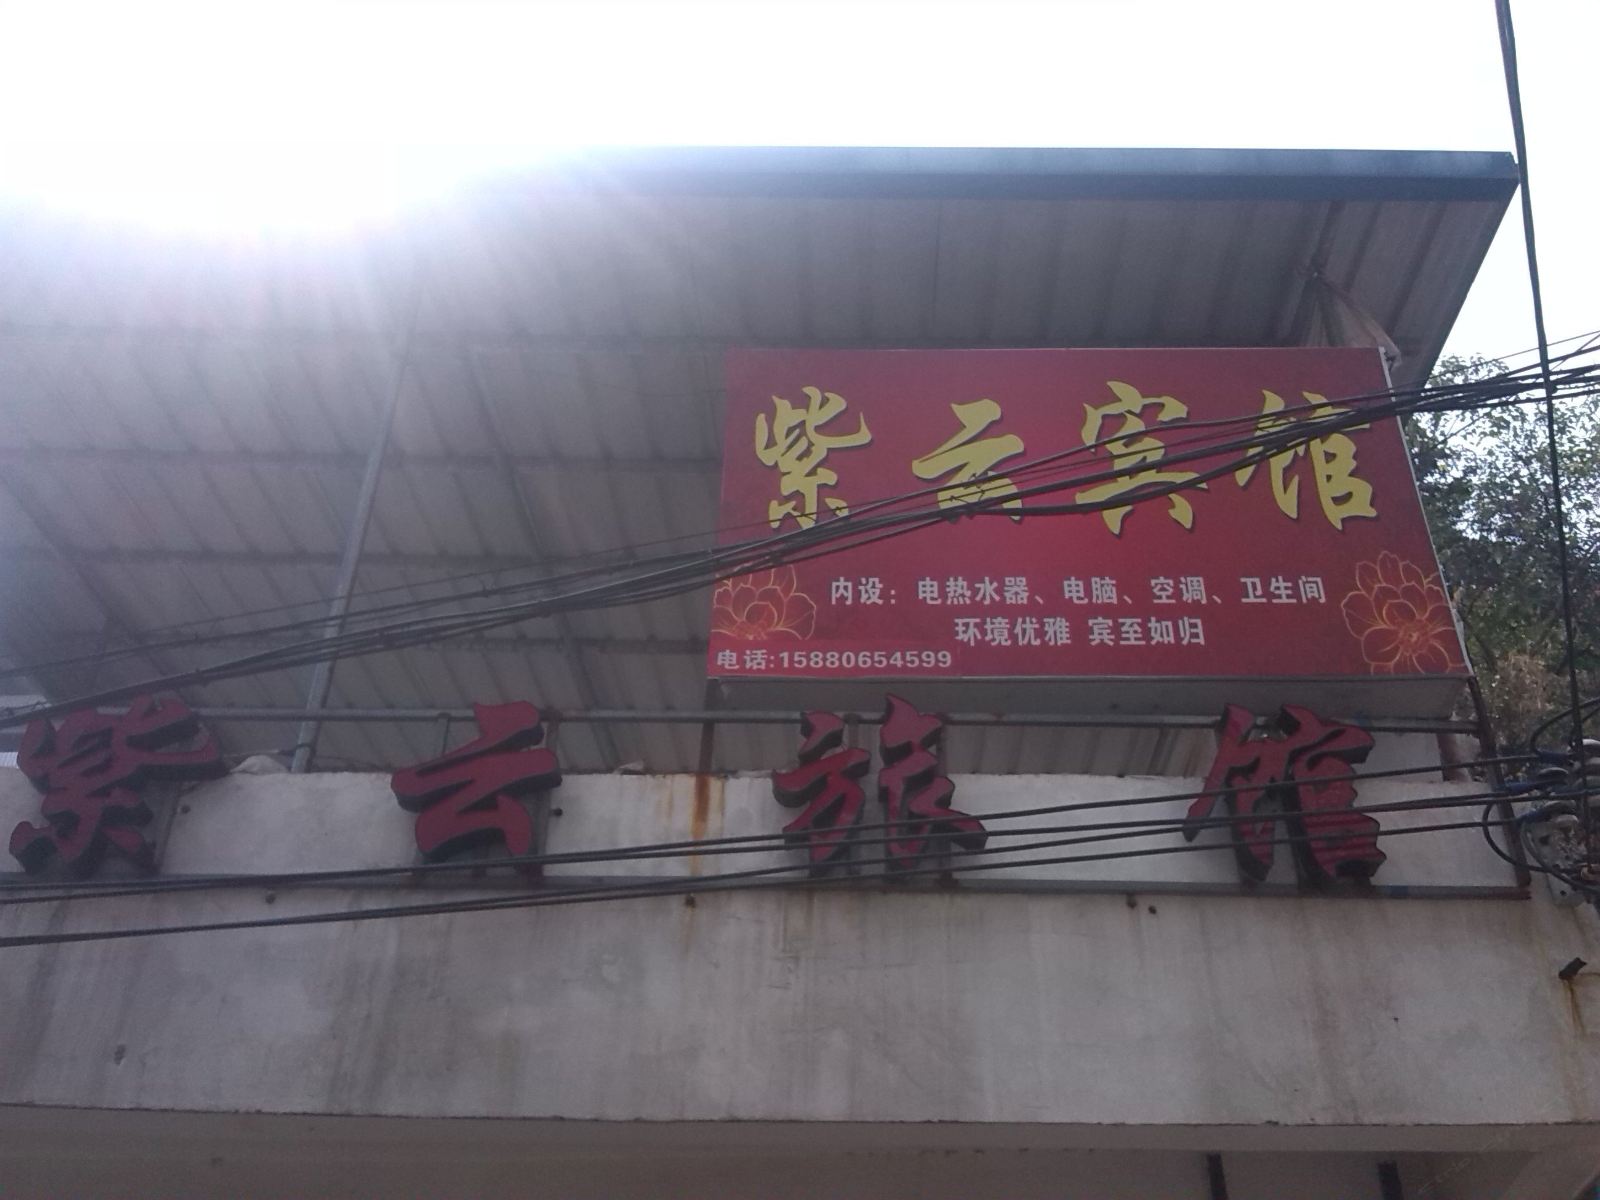 紫云宾馆
内设：电热水器、电脑、空调、卫生间
环境优雅 宾至如归
电话:15880654599
紫云旅馆